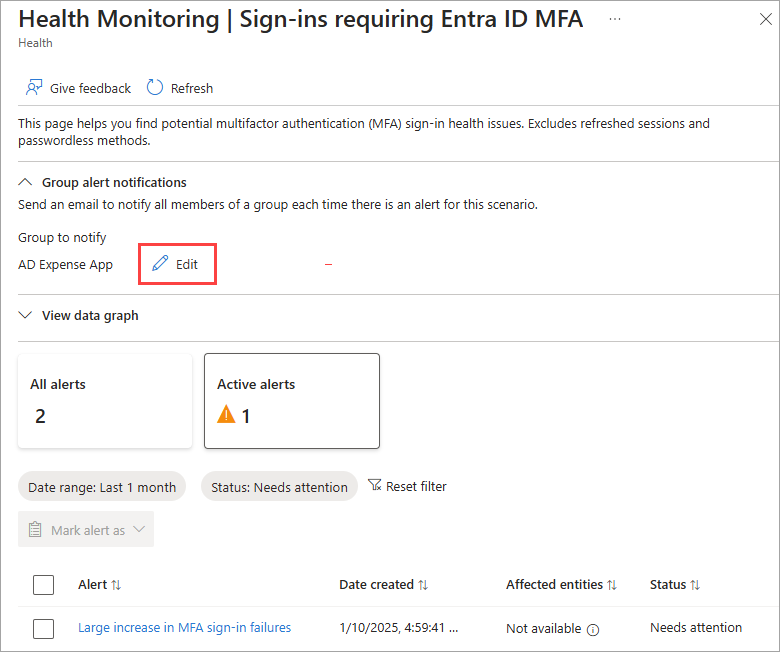 Health Monitoring | Sign-ins requiring Entra ID MFA ...
Health
Give feedback Refresh
This page helps you find potential multifactor authentication (MFA) sign-in health issues. Excludes refreshed sessions and
passwordless methods.
Group alert notifications
Send an email to notify all members of a group each time there is an alert for this scenario.
Group to notify
AD Expense App Edit
View data graph
All alerts Active alerts
2 1
Date range: Last 1 month Status: Needs attention Reset filter
Mark alert as
Alert Date created Affected entities Status
Large increase in MFA sign-in failures 1/10/2025, 4:59:41 ... Not available Needs attention